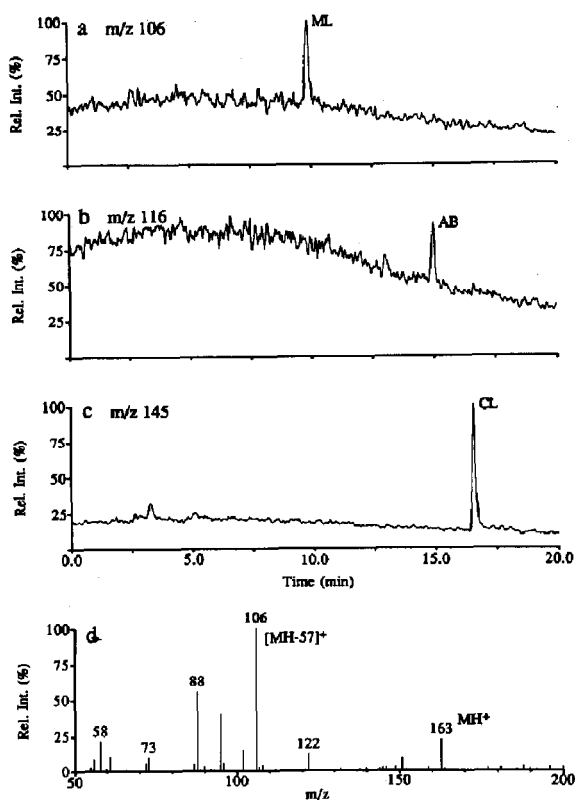 a m/z 106
ML
Rel. Int. (%)
100
75
50
25
b m/z 116
AB
Rel. Int. (%)
100
75
50
25
c m/z 145
CL
Rel. Int. (%)
100
75
50
25
0.0 5.0 10.0 15.0 20.0
Time (min)
d.
106
[MH-57]+
88
58
73
122
163
MH+
Rel. Int. (%)
100
75
50
25
0
50 100 150 200
m/z